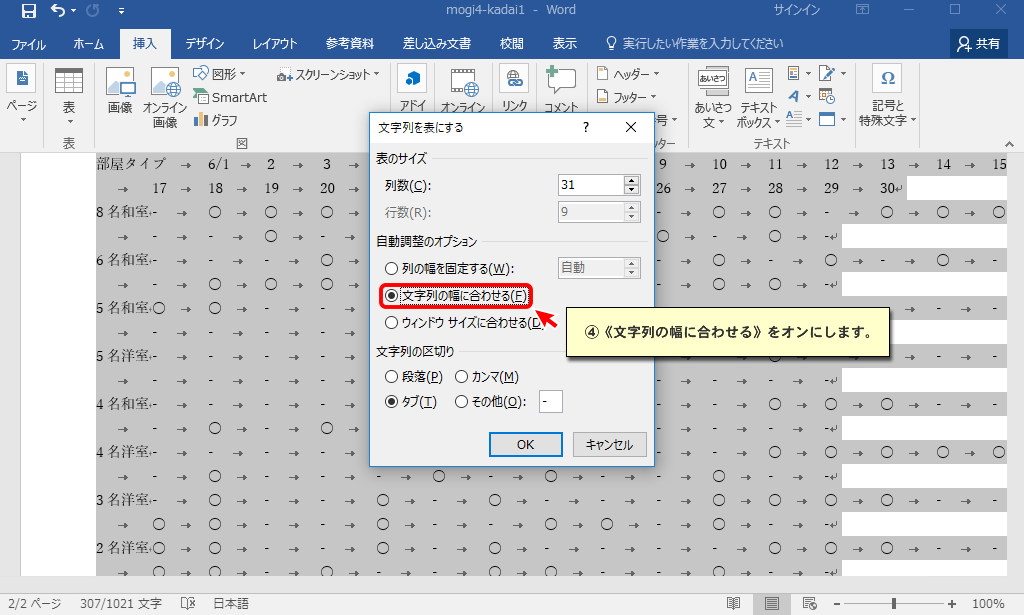 mogi4-kadai1 - Word サインイン
ファイル ホーム 挿入 デザイン レイアウト 参考資料 差し込み文書 校閲 表示 実行したい作業を入力してください 共有
ページ 表 画像 オンライン画像 図形 SmartArt グラフ スクリーンショット アドイ オンライン リンク コメント ヘッダー フッター 号 あいさつ文 テキストボックス 記号と特殊文字
表 図 ッター テキスト
部屋タイプ → 6/1 → 2 → 3 → 9 → 10 → 11 → 12 → 13 → 14 → 15
→ 17 → 18 → 19 → 20 → 26 → 27 → 28 → 29 → 30
8 名和室
6 名和室
5 名和室
5 名洋室
4 名和室
4 名洋室
3 名和室
2 名洋室
文字列を表にする ? ×
表のサイズ
列数(C): 31
行数(R): 9
自動調整のオプション
列の幅を固定する(W): 自動
文字列の幅に合わせる(F)
ウィンドウ サイズに合わせる(D)
文字列の区切り
段落(P) カンマ(M)
タブ(T) その他(O): -
OK キャンセル
④《文字列の幅に合わせる》をオンにします。
2/2 ページ 307/1021 文字 日本語 100%